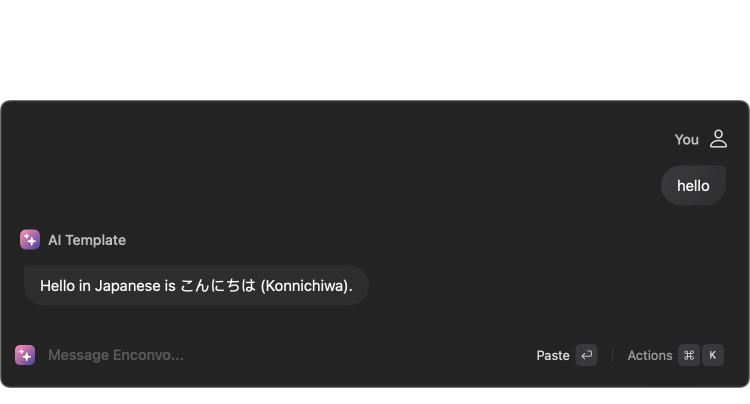 You
hello
AI Template
Hello in Japanese is こんにちは (Konnichiwa).
Message Enconvo... Paste ↵ Actions ⌘ K